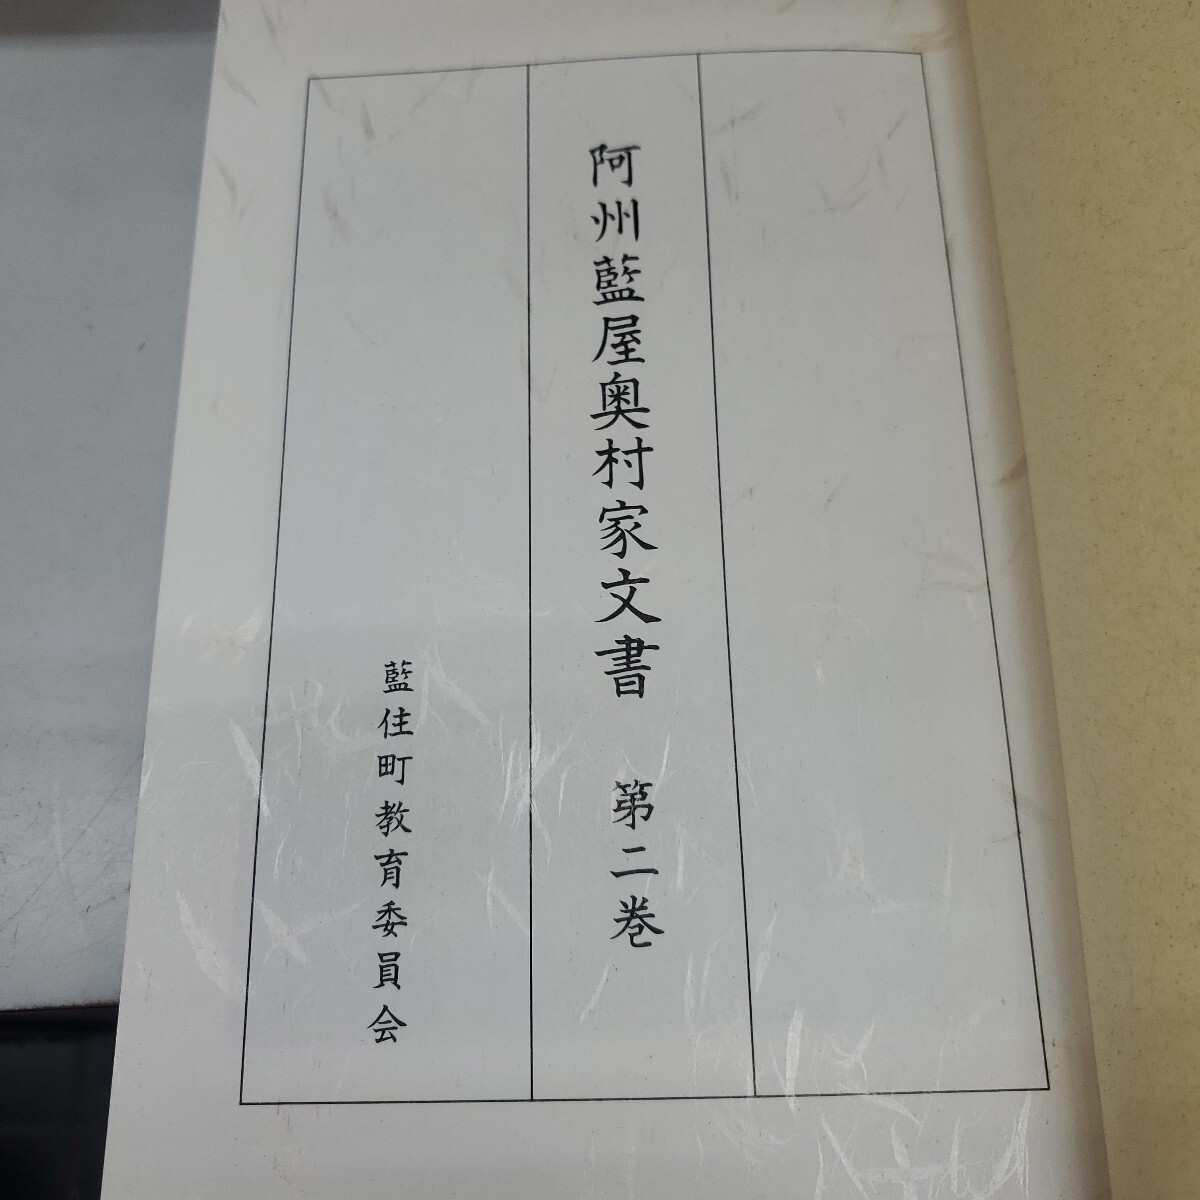 阿州藍屋奥村家文書 第二巻
藍住町教育委員会